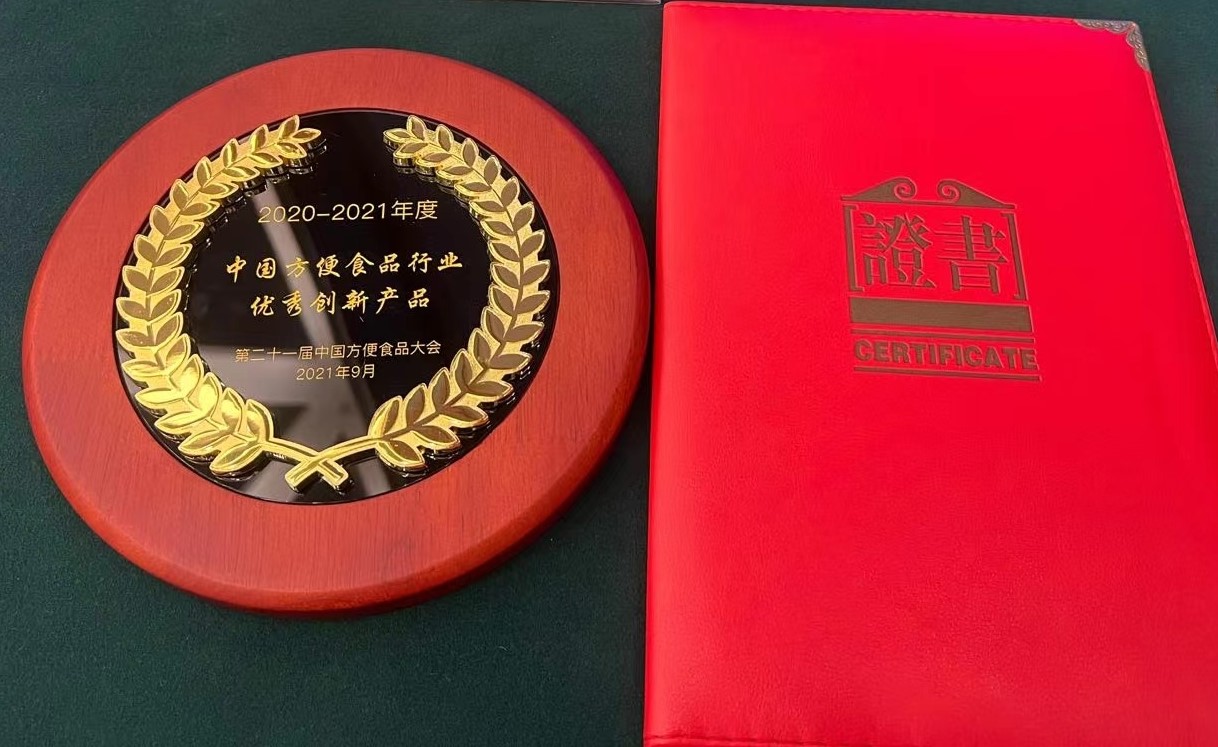 2020-2021年度
中国方便食品行业
优秀创新产品
第二十一届中国方便食品大会
2021年9月
證書
CERTIFICATE